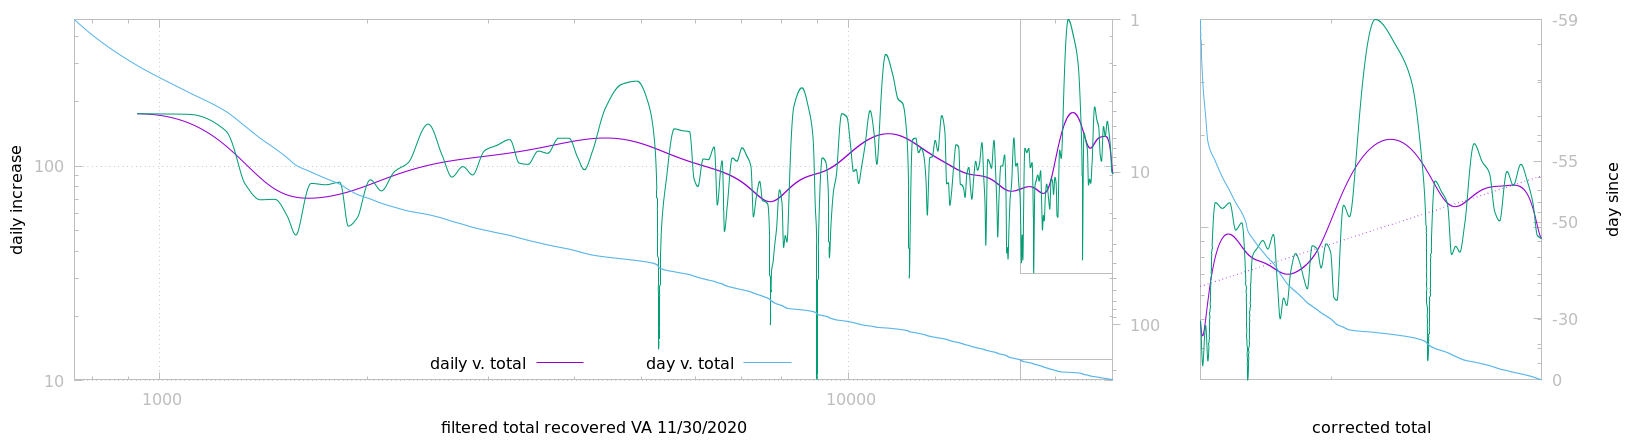 daily increase
100
10
1000
10000
daily v. total
day v. total
filtered total recovered VA 11/30/2020
1
10
100
-59
-55
-50
-30
0
day since
corrected total